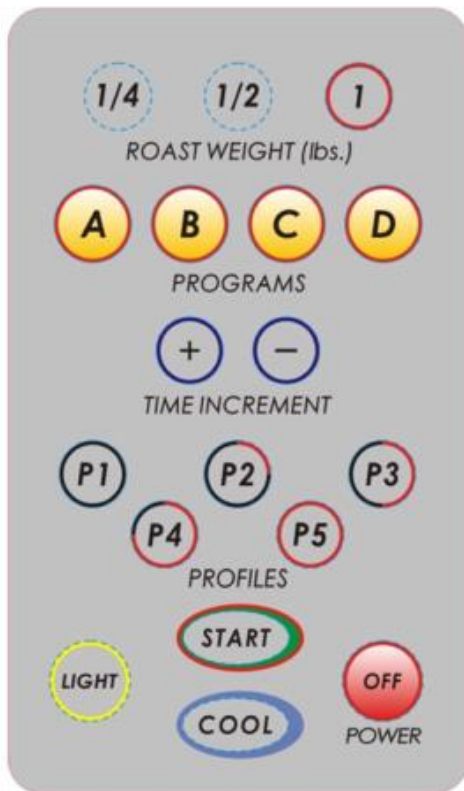 1/4 1/2 1
ROAST WEIGHT (lbs.)
A B C D
PROGRAMS
+ −
TIME INCREMENT
P1 P2 P3
P4 P5
PROFILES
START
LIGHT OFF
COOL
POWER